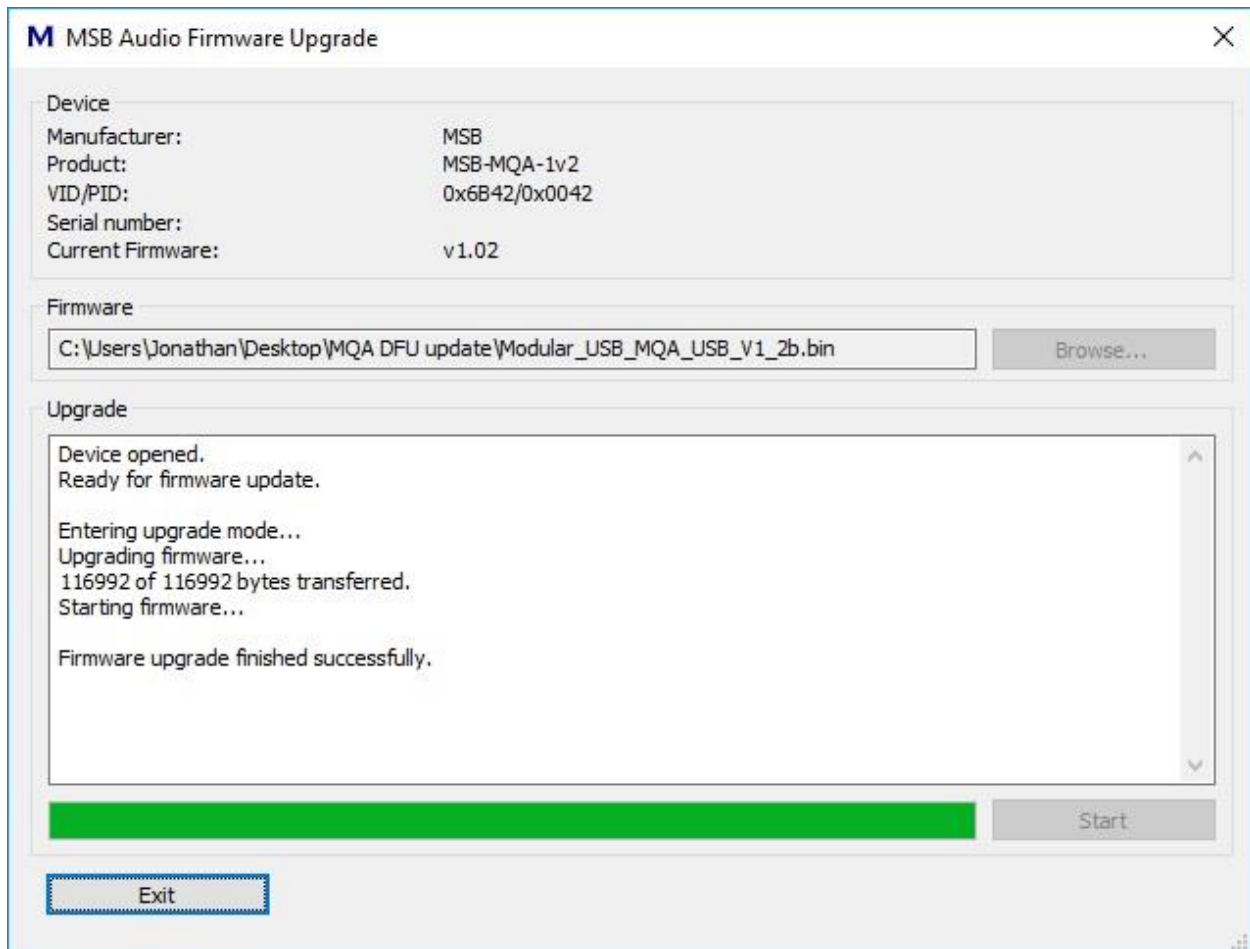 M MSB Audio Firmware Upgrade
Device
Manufacturer: MSB
Product: MSB-MQA-1v2
VID/PID: 0x6B42/0x0042
Serial number:
Current Firmware: v1.02
Firmware
C:\Users\Jonathan\Desktop\MQA DFU update\Modular_USB_MQA_USB_V1_2b.bin Browse...
Upgrade
Device opened.
Ready for firmware update.
Entering upgrade mode...
Upgrading firmware...
116992 of 116992 bytes transferred.
Starting firmware...
Firmware upgrade finished successfully.
Start
Exit